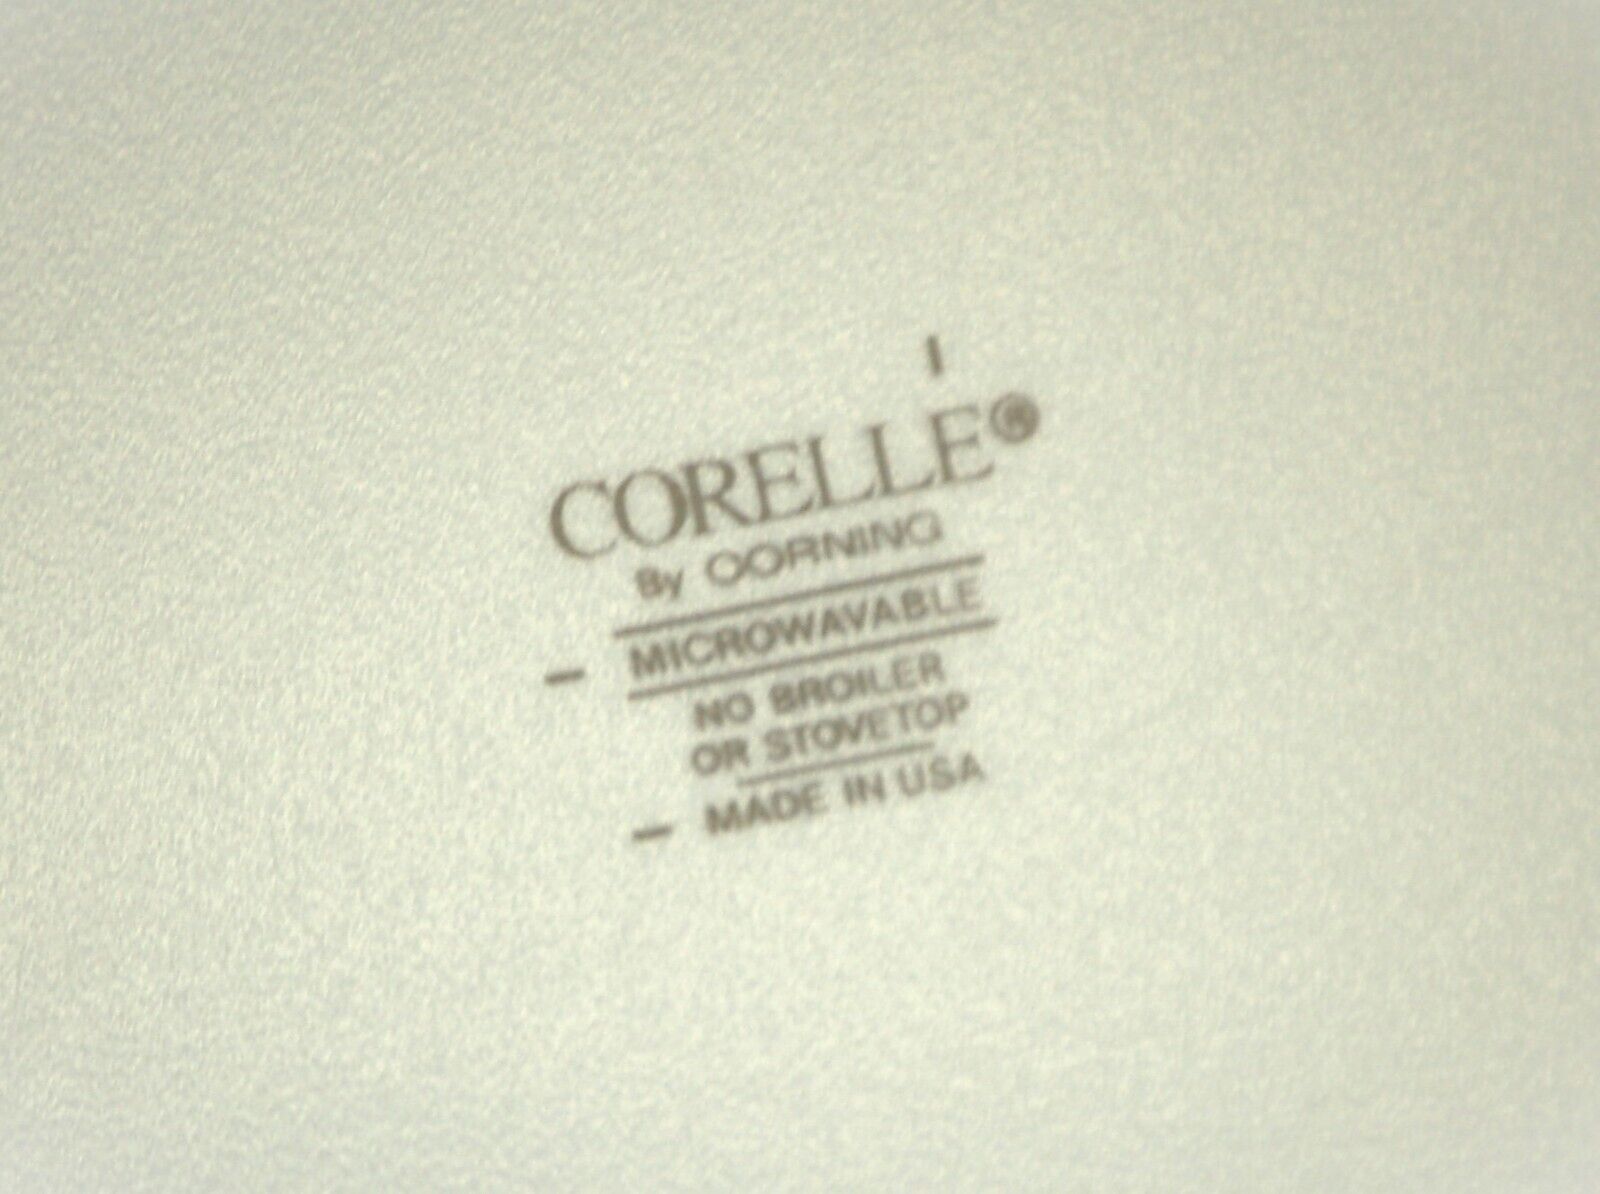 CORELLE®
By CORNING
MICROWAVABLE
NO BROILER
OR STOVETOP
MADE IN USA